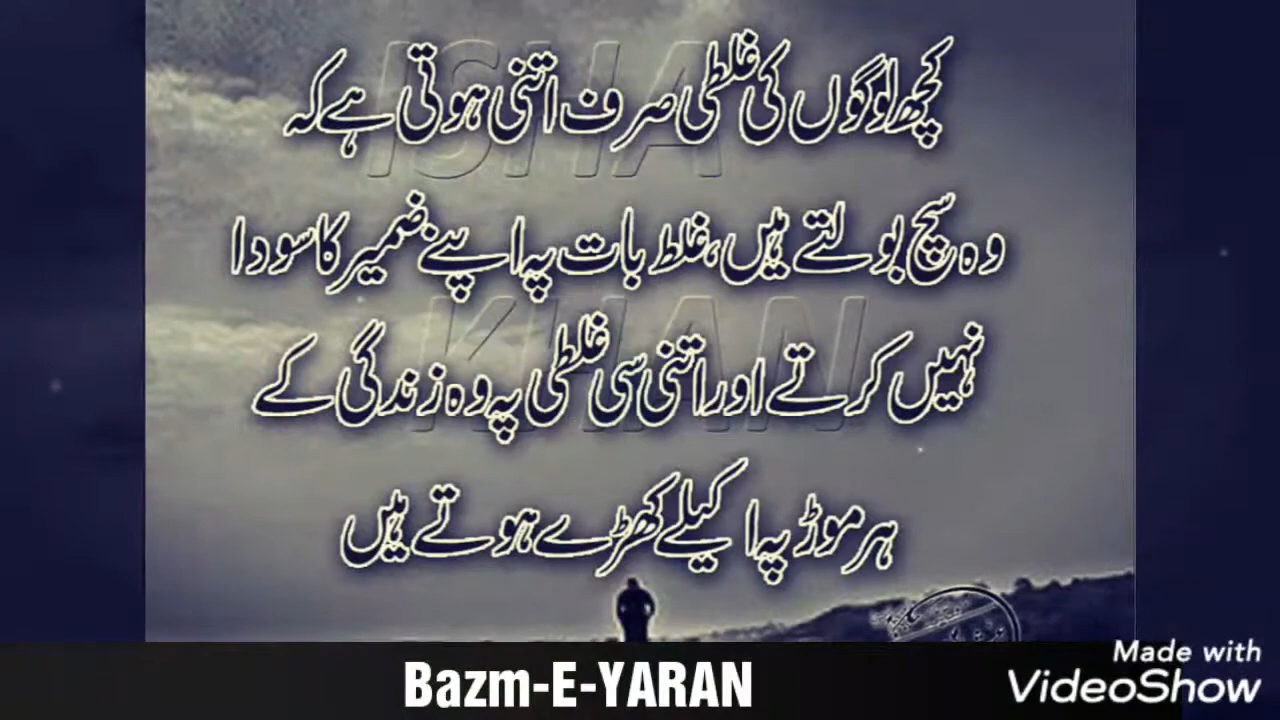 کچھ لوگوں کی غلطی صرف اتنی ہوتی ہے کہ
وہ سچ بولتے ہیں، غلط بات پہ اپنے ضمیر کا سودا
نہیں کرتے اور اتنی سی غلطی پہ وہ زندگی کے
ہر موڑ پہ اکیلے کھڑے ہوتے ہیں
ISHA
KHAN
Bazm-E-YARAN
Made with
VideoShow